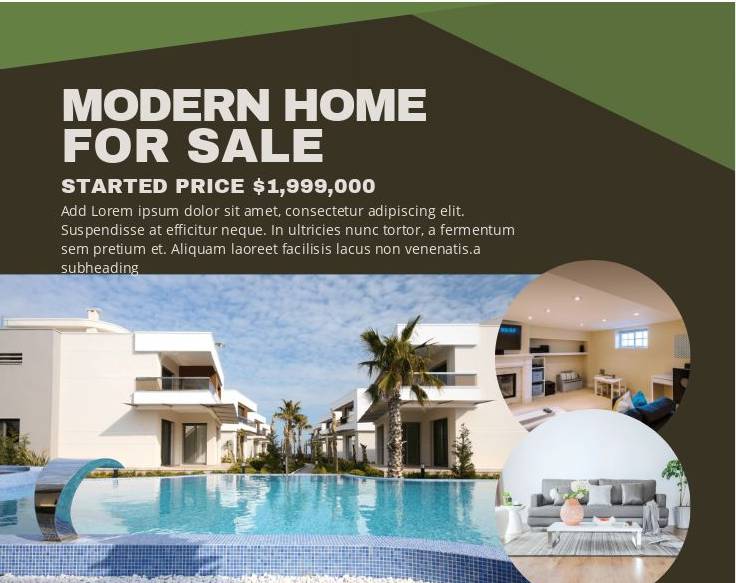 MODERN HOME
FOR SALE
STARTED PRICE $1,999,000
Add Lorem ipsum dolor sit amet, consectetur adipiscing elit.
Suspendisse at efficitur neque. In ultricies nunc tortor, a fermentum
sem pretium et. Aliquam laoreet facilisis lacus non venenatis.a
subheading